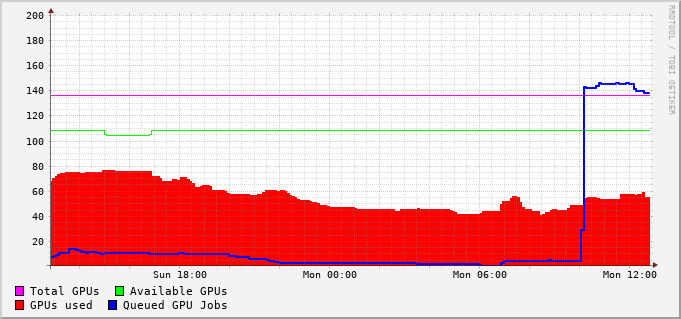 200
180
160
140
120
100
80
60
40
20
Sun 18:00 Mon 00:00 Mon 06:00 Mon 12:00
Total GPUs Available GPUs
GPUs used Queued GPU Jobs
RRDTOOL / TOBI OETIKER